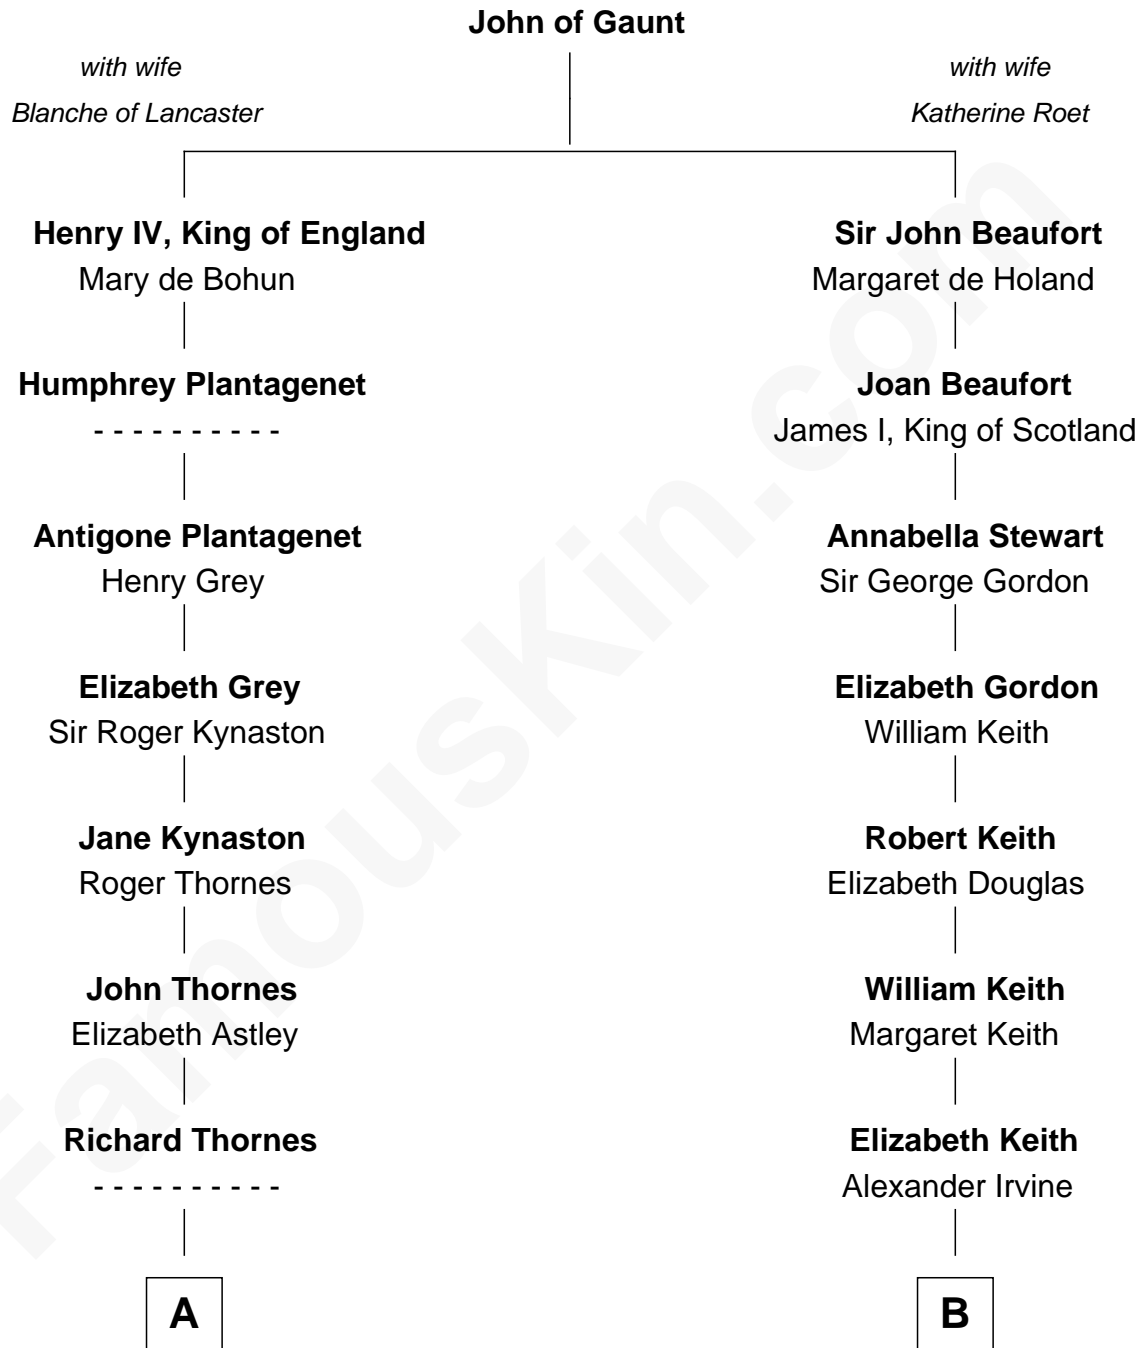 John of Gaunt
with wife
Blanche of Lancaster
with wife
Katherine Roet
Henry IV, King of England
Mary de Bohun
Humphrey Plantagenet
- - - - - - - - - -
Antigone Plantagenet
Henry Grey
Elizabeth Grey
Sir Roger Kynaston
Jane Kynaston
Roger Thornes
John Thornes
Elizabeth Astley
Richard Thornes
- - - - - - - - - -
A
Sir John Beaufort
Margaret de Holand
Joan Beaufort
James I, King of Scotland
Annabella Stewart
Sir George Gordon
Elizabeth Gordon
William Keith
Robert Keith
Elizabeth Douglas
William Keith
Margaret Keith
Elizabeth Keith
Alexander Irvine
B
FamousKin.com